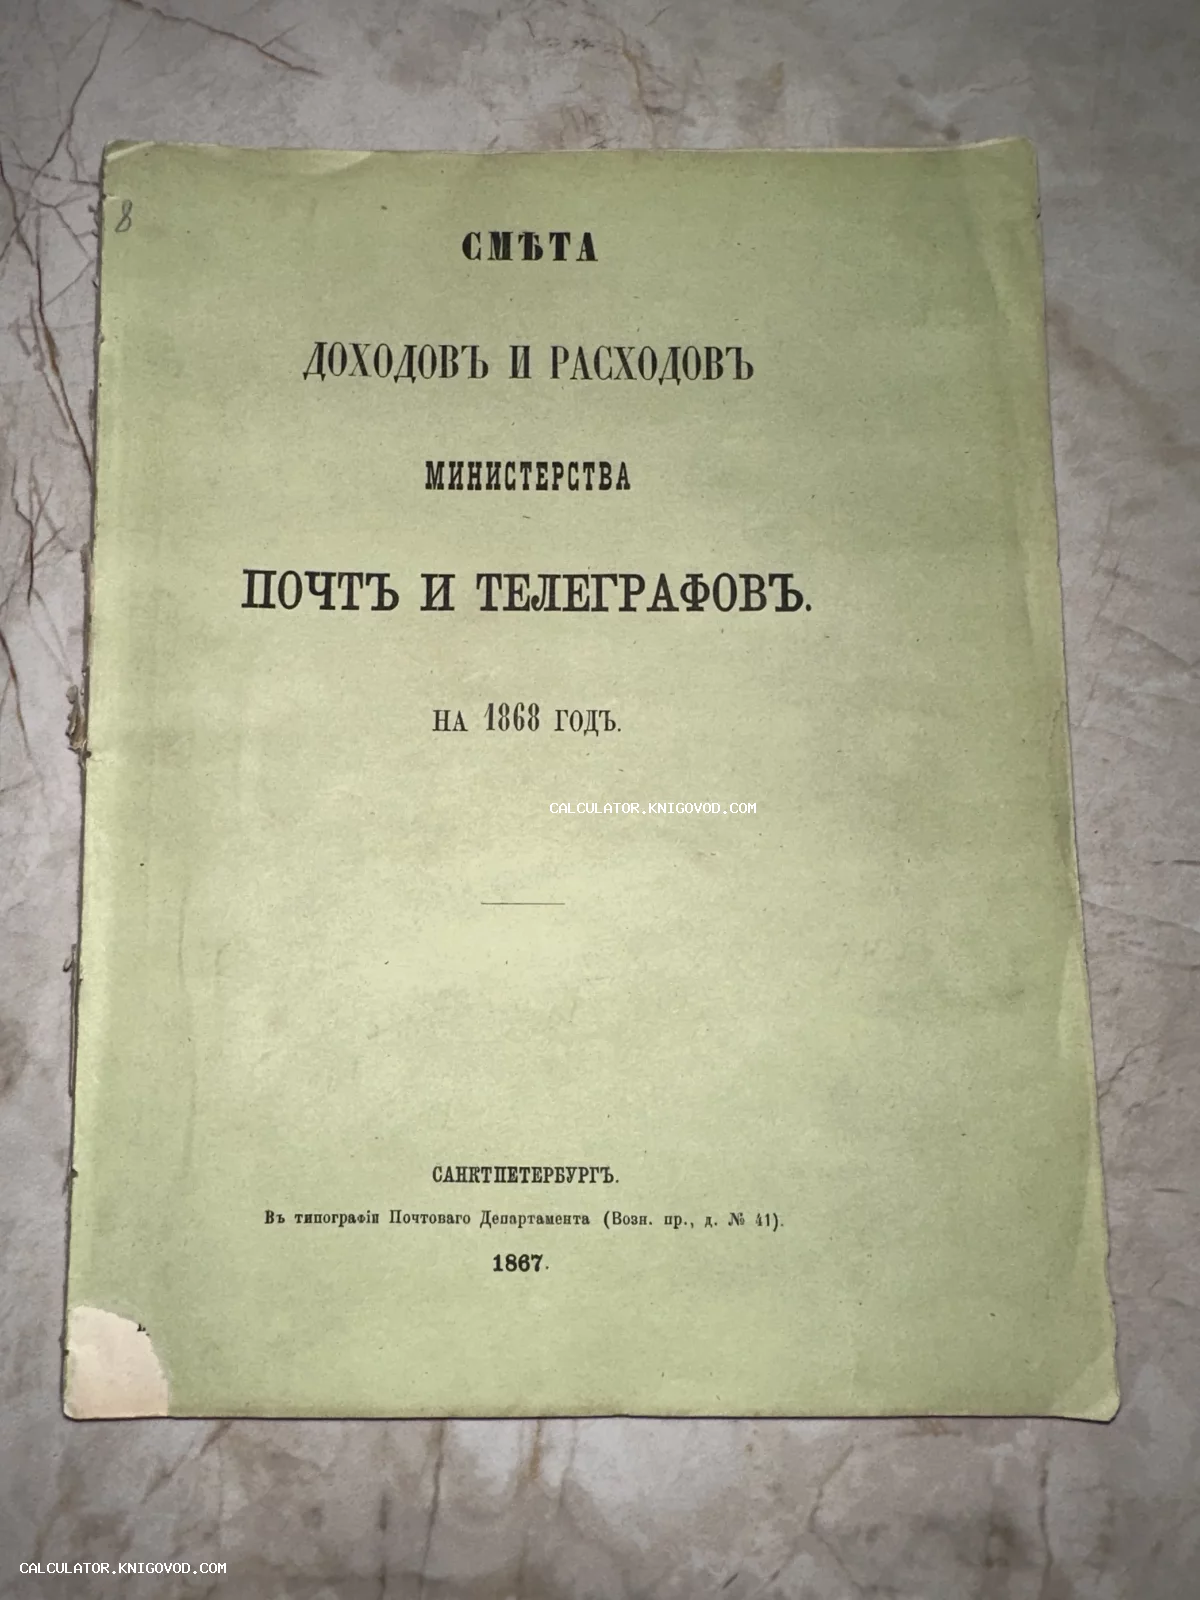 8
СМѢТА
ДОХОДОВЪ И РАСХОДОВЪ
МИНИСТЕРСТВА
ПОЧТЪ И ТЕЛЕГРАФОВЪ.
НА 1868 ГОДЪ.
CALCULATOR.KNIGOVOD.COM
САНКТПЕТЕРБУРГЪ.
Въ типографіи Почтоваго Департамента (Возн. пр., д. № 41).
1867.
CALCULATOR.KNIGOVOD.COM